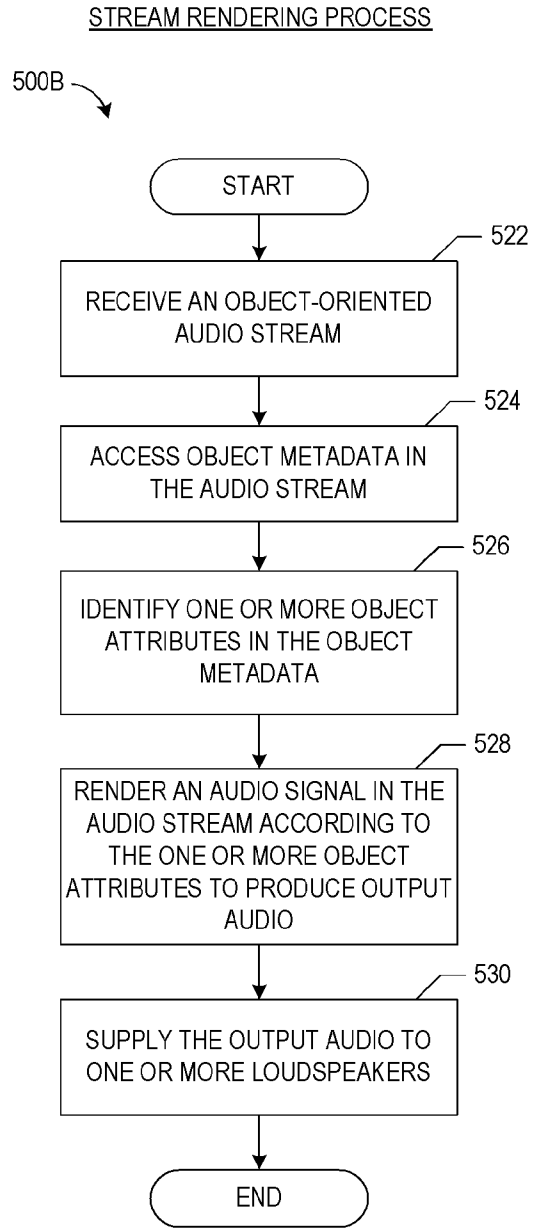 STREAM RENDERING PROCESS
500B
START
522
RECEIVE AN OBJECT-ORIENTED
AUDIO STREAM
524
ACCESS OBJECT METADATA IN
THE AUDIO STREAM
526
IDENTIFY ONE OR MORE OBJECT
ATTRIBUTES IN THE OBJECT
METADATA
528
RENDER AN AUDIO SIGNAL IN THE
AUDIO STREAM ACCORDING TO
THE ONE OR MORE OBJECT
ATTRIBUTES TO PRODUCE OUTPUT
AUDIO
530
SUPPLY THE OUTPUT AUDIO TO
ONE OR MORE LOUDSPEAKERS
END